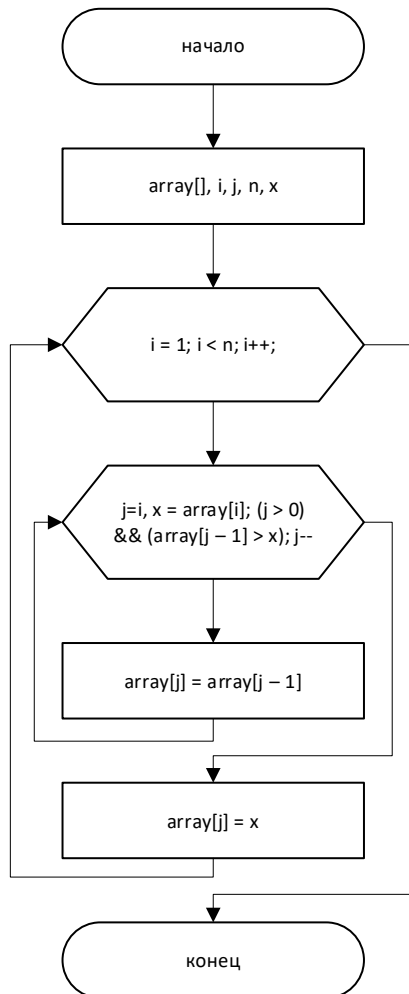 начало
array[], i, j, n, x
i = 1; i < n; i++;
j=i, x = array[i]; (j > 0)
&& (array[j – 1] > x); j--
array[j] = array[j – 1]
array[j] = x
конец